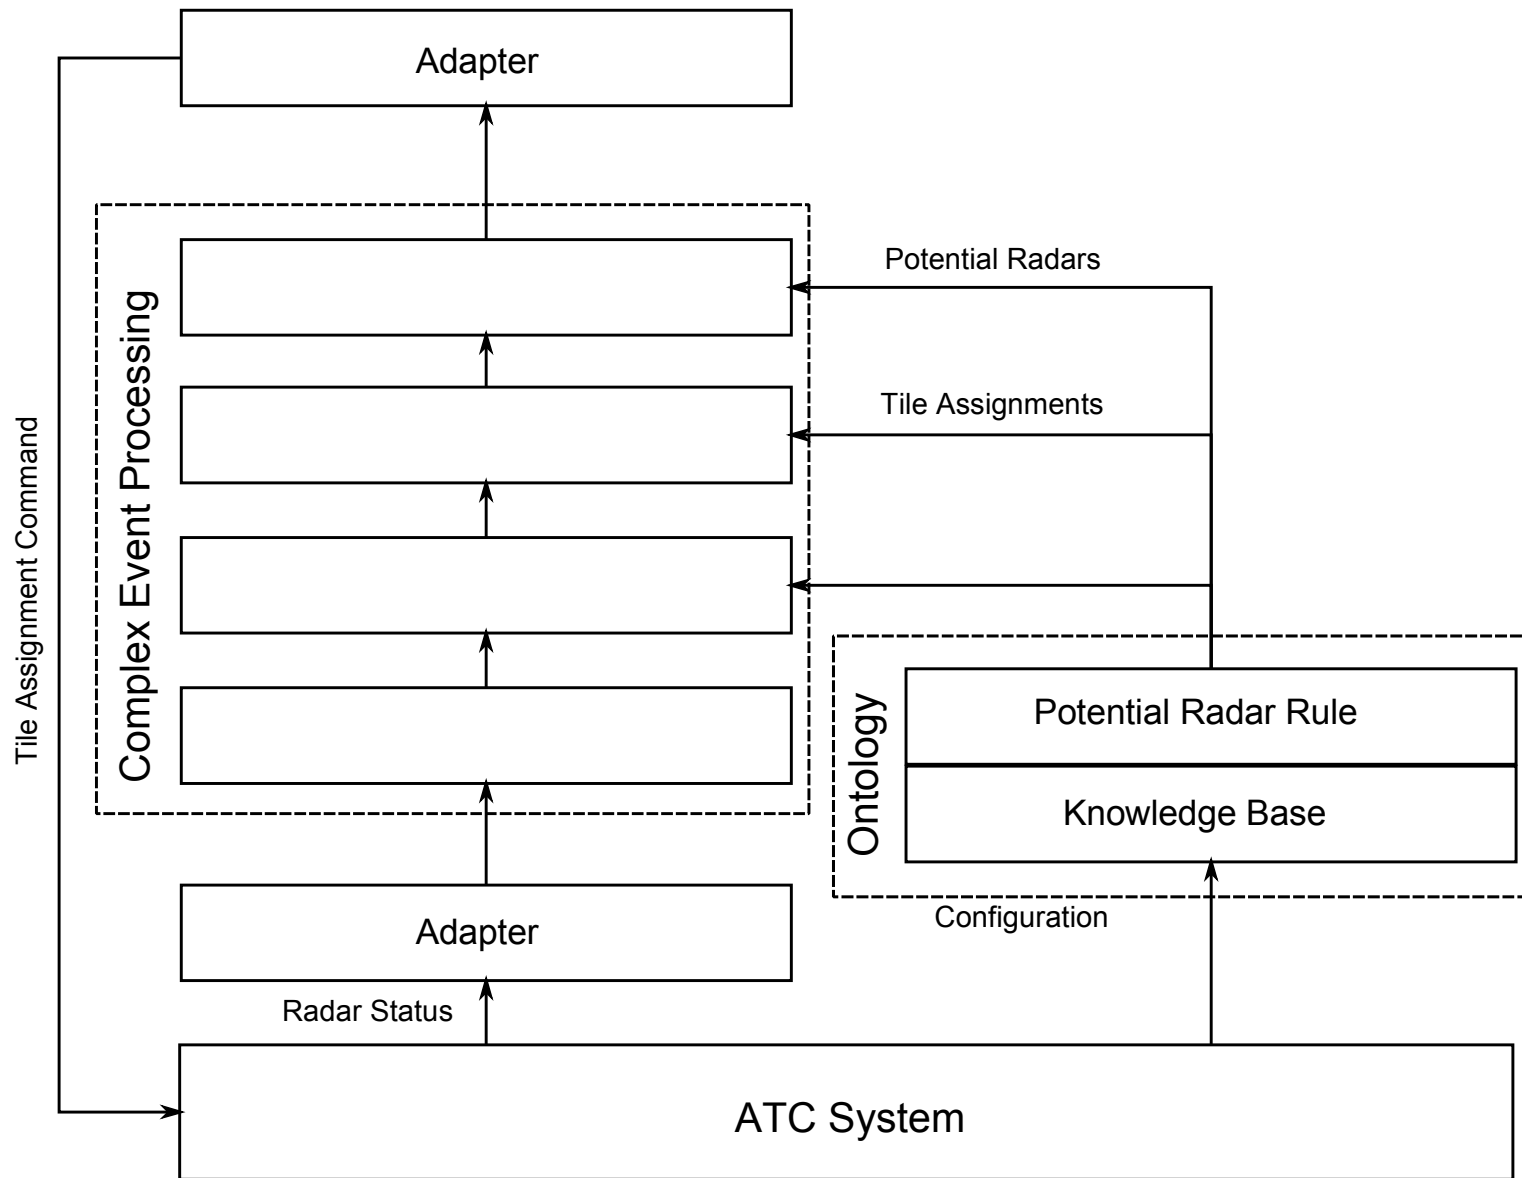 Adapter
Potential Radars
Tile Assignments
Complex Event Processing
Tile Assignment Command
Ontology
Potential Radar Rule
Knowledge Base
Configuration
Adapter
Radar Status
ATC System